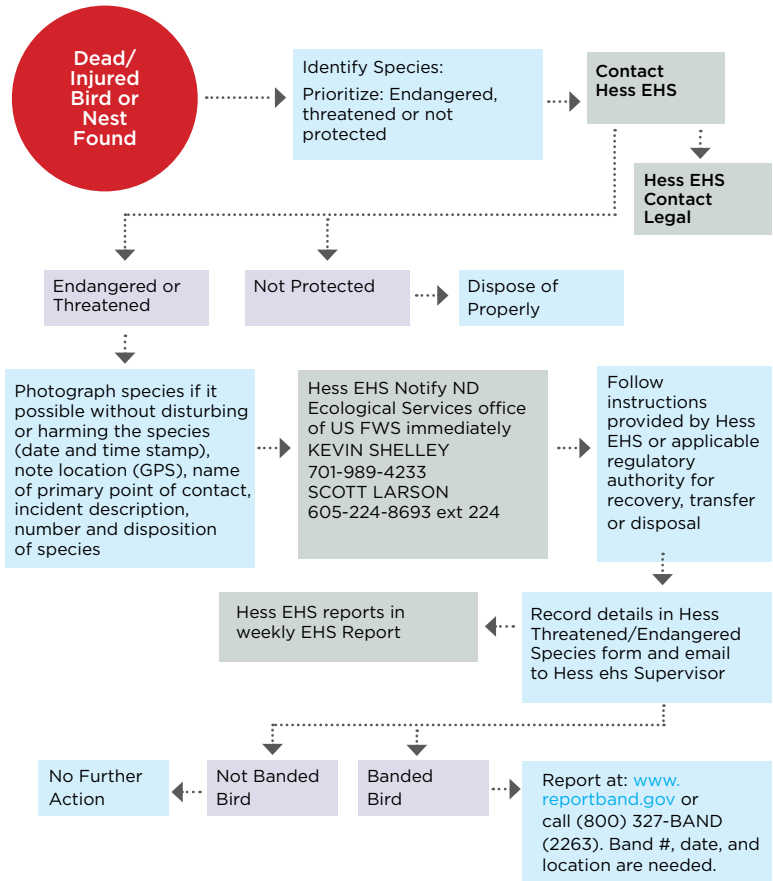 Dead/
Injured
Bird or
Nest
Found
Identify Species:
Prioritize: Endangered,
threatened or not
protected
Contact
Hess EHS
Hess EHS
Contact
Legal
Endangered or
Threatened
Not Protected
Dispose of
Properly
Photograph species if it
possible without disturbing
or harming the species
(date and time stamp),
note location (GPS), name
of primary point of contact,
incident description,
number and disposition
of species
Hess EHS Notify ND
Ecological Services office
of US FWS immediately
KEVIN SHELLEY
701-989-4233
SCOTT LARSON
605-224-8693 ext 224
Follow
instructions
provided by Hess
EHS or applicable
regulatory
authority for
recovery, transfer
or disposal
Hess EHS reports in
weekly EHS Report
Record details in Hess
Threatened/Endangered
Species form and email
to Hess ehs Supervisor
No Further
Action
Not Banded
Bird
Banded
Bird
Report at: www.
reportband.gov or
call (800) 327-BAND
(2263). Band #, date, and
location are needed.